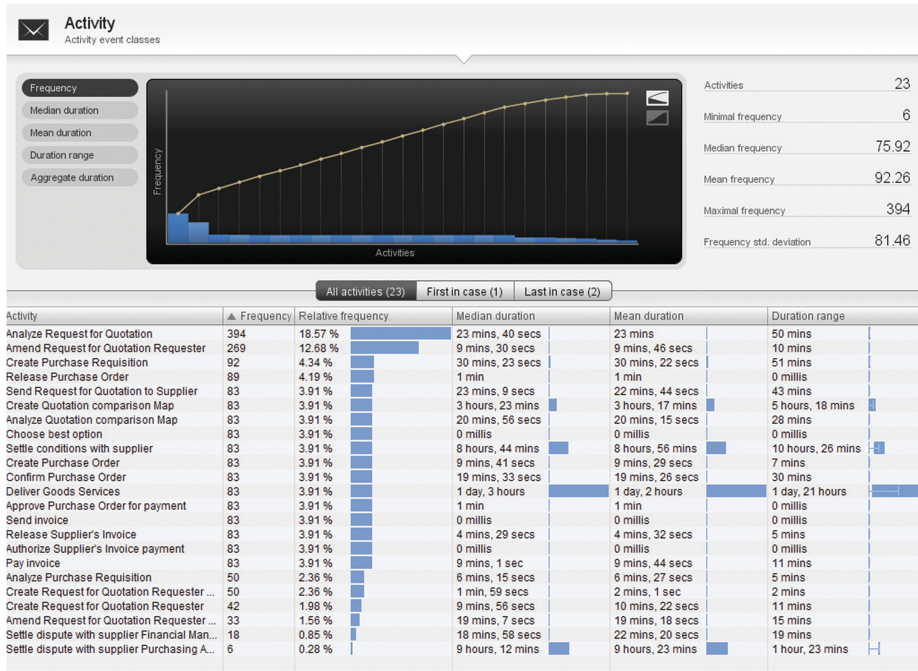 Activity
Activity event classes
Frequency
Median duration
Mean duration
Duration range
Aggregate duration
Frequency
Activities
Activities 23
Minimal frequency 6
Median frequency 75.92
Mean frequency 92.26
Maximal frequency 394
Frequency std. deviation 81.46
All activities (23) First in case (1) Last in case (2)
Activity Frequency Relative frequency Median duration Mean duration Duration range
Analyze Request for Quotation 394 18.57 % 23 mins, 40 secs 23 mins 50 mins
Amend Request for Quotation Requester 269 12.68 % 9 mins, 30 secs 9 mins, 46 secs 10 mins
Create Purchase Requisition 92 4.34 % 30 mins, 23 secs 30 mins, 22 secs 51 mins
Release Purchase Order 89 4.19 % 1 min 1 min 0 millis
Send Request for Quotation to Supplier 83 3.91 % 23 mins, 9 secs 22 mins, 44 secs 43 mins
Create Quotation comparison Map 83 3.91 % 3 hours, 23 mins 3 hours, 17 mins 5 hours, 18 mins
Analyze Quotation comparison Map 83 3.91 % 20 mins, 56 secs 20 mins, 15 secs 28 mins
Choose best option 83 3.91 % 0 millis 0 millis 0 millis
Settle conditions with supplier 83 3.91 % 8 hours, 44 mins 8 hours, 56 mins 10 hours, 26 mins
Create Purchase Order 83 3.91 % 9 mins, 41 secs 9 mins, 29 secs 7 mins
Confirm Purchase Order 83 3.91 % 19 mins, 33 secs 19 mins, 26 secs 30 mins
Deliver Goods Services 83 3.91 % 1 day, 3 hours 1 day, 2 hours 1 day, 21 hours
Approve Purchase Order for payment 83 3.91 % 1 min 1 min 0 millis
Send invoice 83 3.91 % 0 millis 0 millis 0 millis
Release Supplier's Invoice 83 3.91 % 4 mins, 29 secs 4 mins, 32 secs 5 mins
Authorize Supplier's Invoice payment 83 3.91 % 0 millis 0 millis 0 millis
Pay invoice 83 3.91 % 9 mins, 1 sec 9 mins, 44 secs 11 mins
Analyze Purchase Requisition 50 2.36 % 6 mins, 15 secs 6 mins, 27 secs 5 mins
Create Request for Quotation Requester ... 50 2.36 % 1 min, 59 secs 2 mins, 1 sec 2 mins
Create Request for Quotation Requester 42 1.98 % 9 mins, 56 secs 10 mins, 22 secs 11 mins
Amend Request for Quotation Requester ... 33 1.56 % 19 mins, 7 secs 19 mins, 18 secs 15 mins
Settle dispute with supplier Financial Man... 18 0.85 % 18 mins, 58 secs 22 mins, 20 secs 19 mins
Settle dispute with supplier Purchasing A... 6 0.28 % 9 hours, 12 mins 9 hours, 23 mins 1 hour, 23 mins